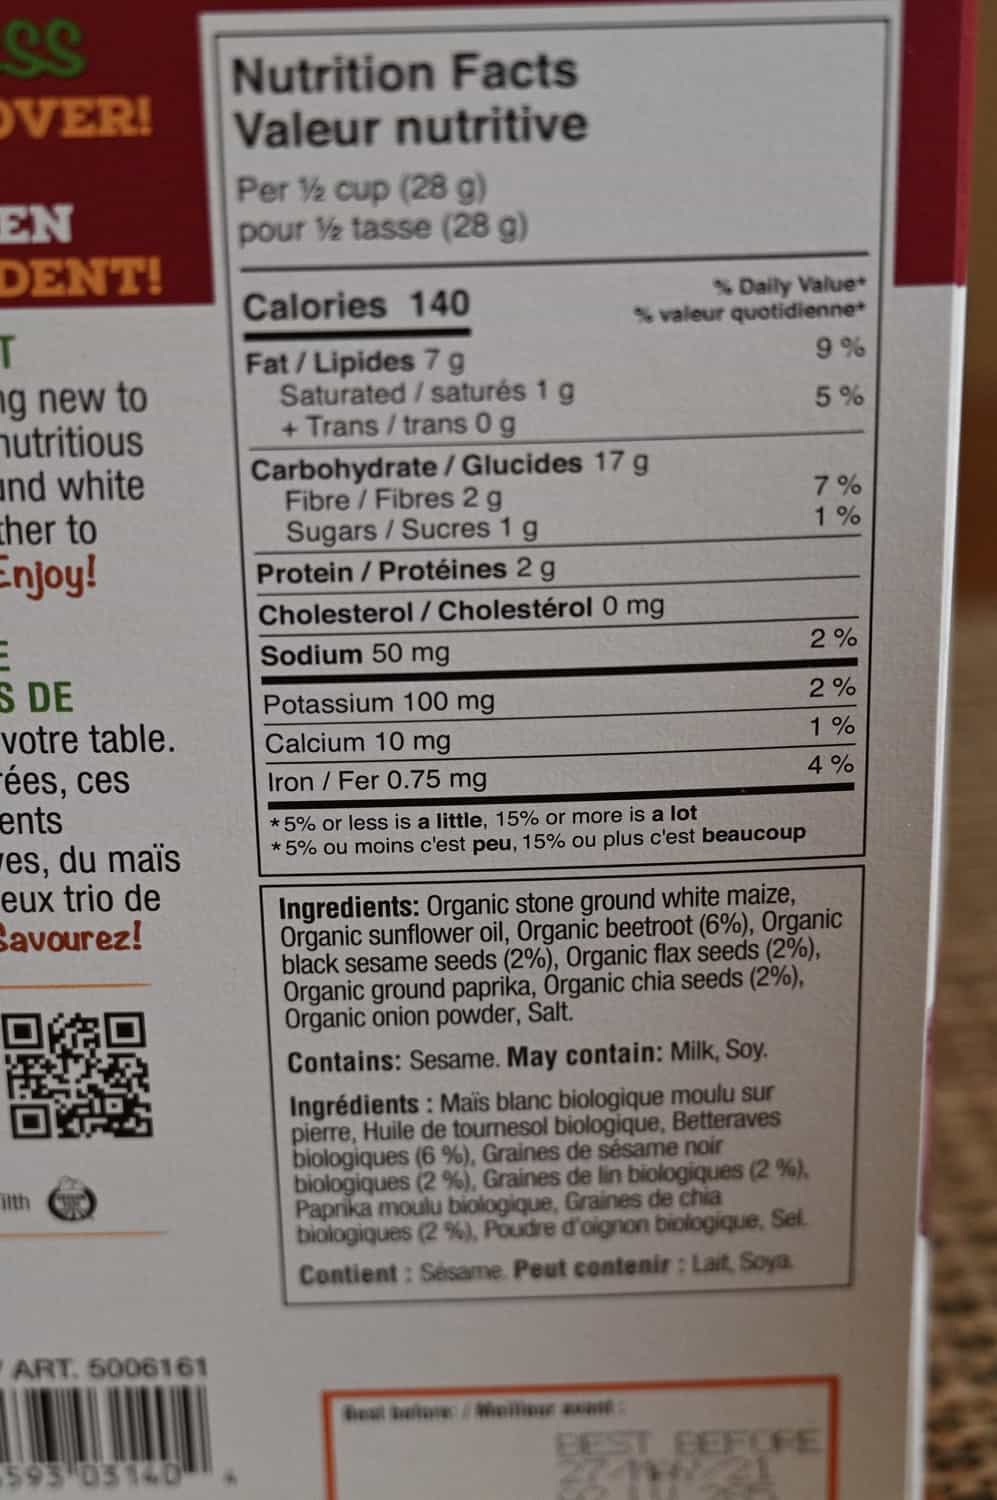 SS
OVER!
EN
DENT!
T
ng new to
nutritious
and white
ther to
Enjoy!
E
S DE
votre table.
rées, ces
ents
ves, du maïs
eux trio de
Savourez!
ART. 5006161
593 03140 4
Nutrition Facts
Valeur nutritive
Per ½ cup (28 g)
pour ½ tasse (28 g)
% Daily Value*
% valeur quotidienne*
Calories 140
Fat / Lipides 7 g 9 %
Saturated / saturés 1 g 5 %
+ Trans / trans 0 g
Carbohydrate / Glucides 17 g
Fibre / Fibres 2 g 7 %
Sugars / Sucres 1 g 1 %
Protein / Protéines 2 g
Cholesterol / Cholestérol 0 mg
Sodium 50 mg 2 %
Potassium 100 mg 2 %
Calcium 10 mg 1 %
Iron / Fer 0.75 mg 4 %
*5% or less is a little, 15% or more is a lot
*5% ou moins c'est peu, 15% ou plus c'est beaucoup
Ingredients: Organic stone ground white maize,
Organic sunflower oil, Organic beetroot (6%), Organic
black sesame seeds (2%), Organic flax seeds (2%),
Organic ground paprika, Organic chia seeds (2%),
Organic onion powder, Salt.
Contains: Sesame. May contain: Milk, Soy.
Ingrédients : Maïs blanc biologique moulu sur
pierre, Huile de tournesol biologique, Betteraves
biologiques (6 %), Graines de sésame noir
biologiques (2 %), Graines de lin biologiques (2 %),
Paprika moulu biologique, Graines de chia
biologiques (2 %), Poudre d'oignon biologique, Sel.
Contient : Sésame. Peut contenir : Lait, Soya.
Best before: / Meilleur avant :
BEST BEFORE